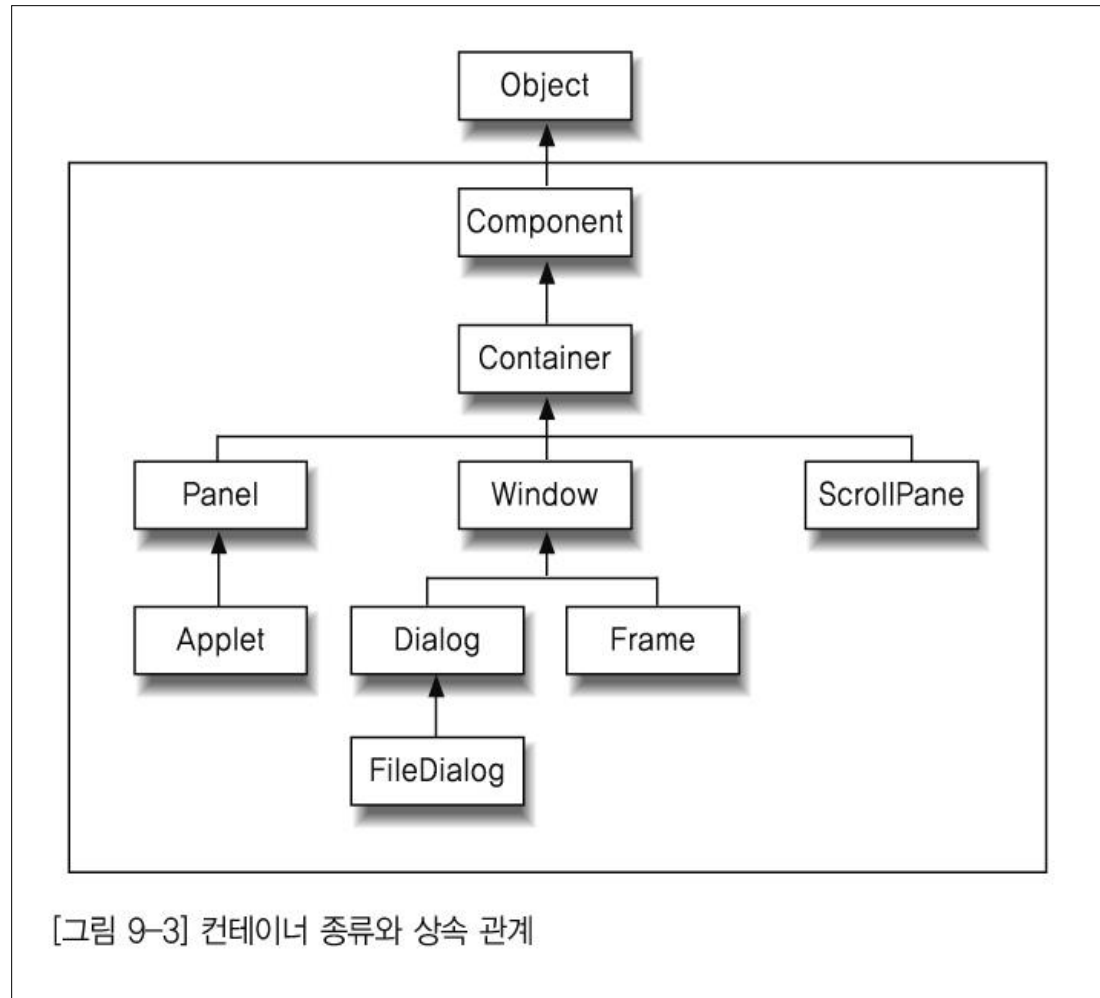 Object
Component
Container
Panel
Window
ScrollPane
Applet
Dialog
Frame
FileDialog
[그림 9-3] 컨테이너 종류와 상속 관계